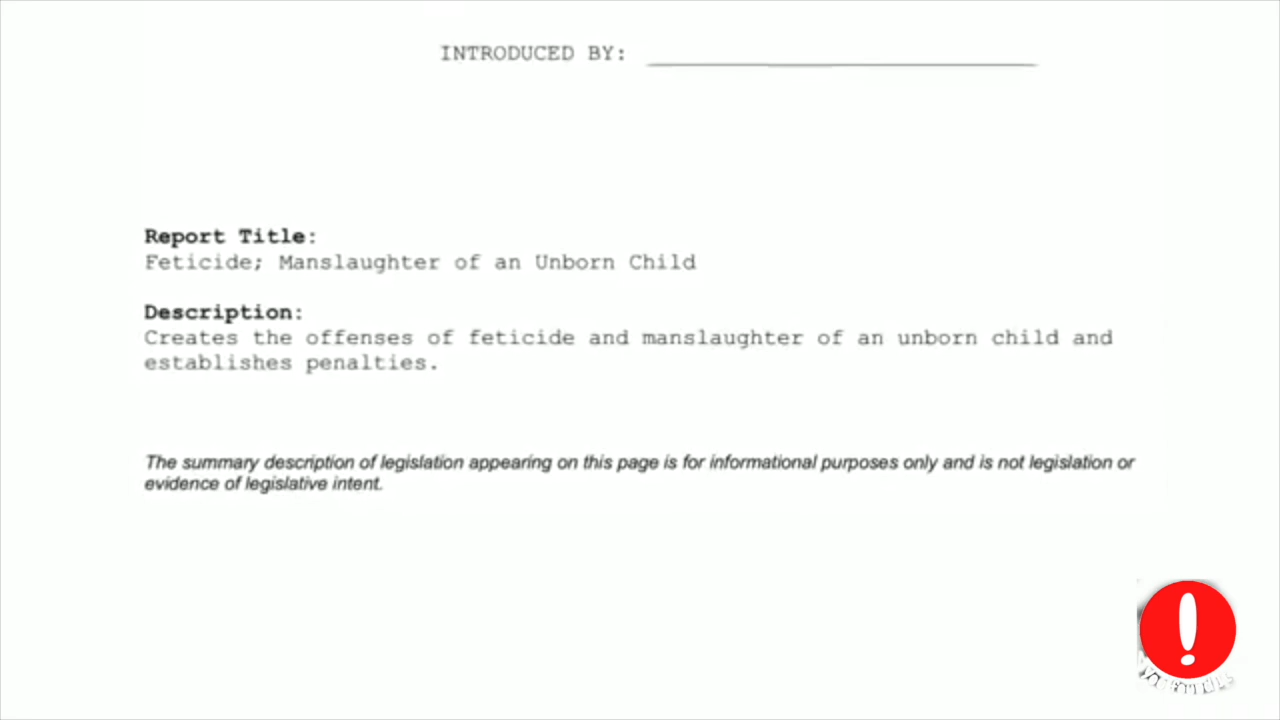 INTRODUCED BY:
Report Title:
Feticide; Manslaughter of an Unborn Child
Description:
Creates the offenses of feticide and manslaughter of an unborn child and
establishes penalties.
The summary description of legislation appearing on this page is for informational purposes only and is not legislation or
evidence of legislative intent.